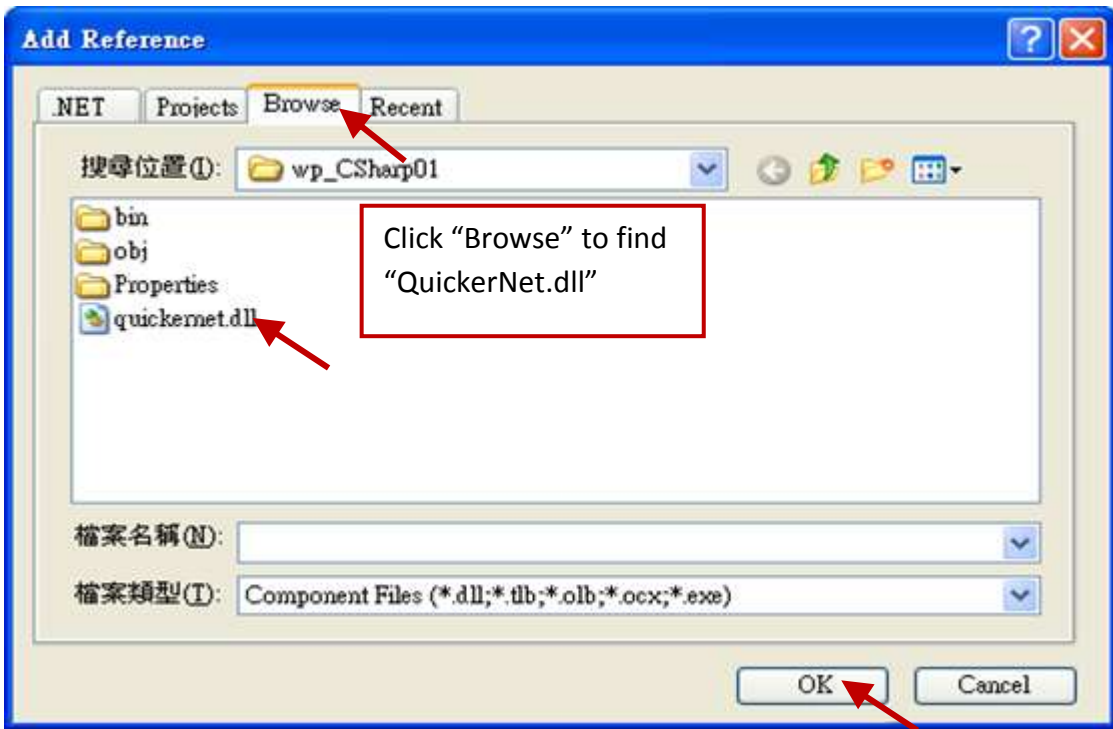 Add Reference
.NET Projects Browse Recent
搜尋位置(I): wp_CSharp01
bin
obj
Properties
quickernet.dll
Click “Browse” to find
“QuickerNet.dll”
檔案名稱(N):
檔案類型(T): Component Files (*.dll;*.tlb;*.olb;*.ocx;*.exe)
OK Cancel